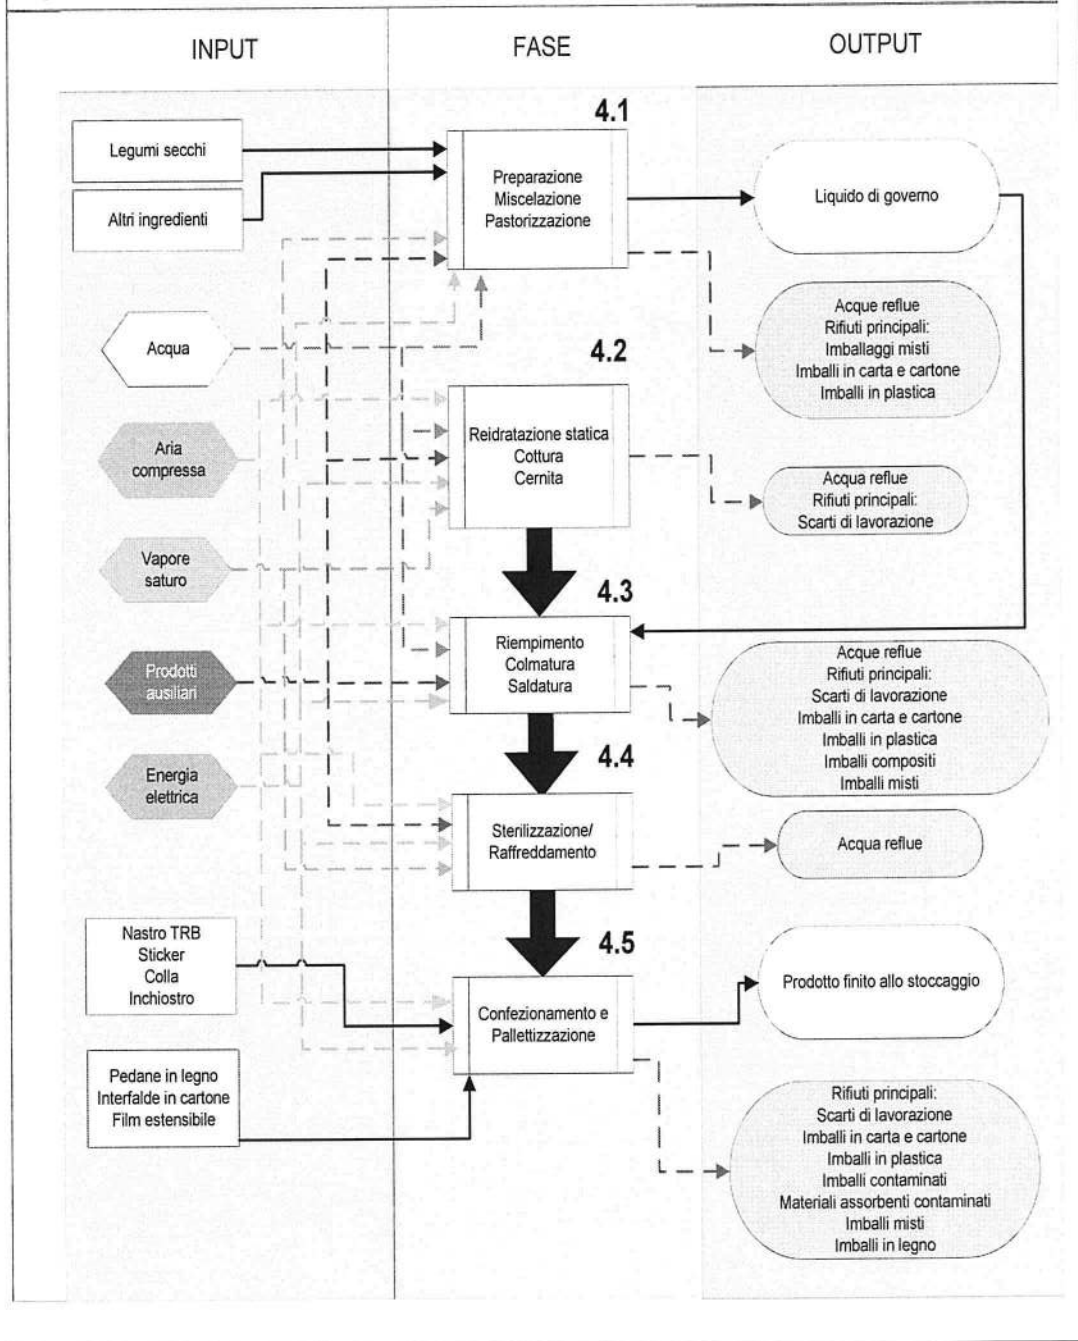 INPUT
FASE
OUTPUT
4.1
Legumi secchi
Altri ingredienti
Preparazione
Miscelazione
Pastorizzazione
Liquido di governo
Acque reflue
Rifiuti principali:
Imballaggi misti
Imballi in carta e cartone
Imballi in plastica
Acqua
4.2
Aria
compressa
Reidratazione statica
Cottura
Cernita
Acqua reflue
Rifiuti principali:
Scarti di lavorazione
Vapore
saturo
4.3
Riempimento
Colmatura
Saldatura
Prodotti
ausiliari
Acque reflue
Rifiuti principali:
Scarti di lavorazione
Imballi in carta e cartone
Imballi in plastica
Imballi compositi
Imballi misti
4.4
Energia
elettrica
Sterilizzazione/
Raffreddamento
Acqua reflue
4.5
Nastro TRB
Sticker
Colla
Inchiostro
Confezionamento e
Pallettizzazione
Prodotto finito allo stoccaggio
Pedane in legno
Interfalde in cartone
Film estensibile
Rifiuti principali:
Scarti di lavorazione
Imballi in carta e cartone
Imballi in plastica
Imballi contaminati
Materiali assorbenti contaminati
Imballi misti
Imballi in legno